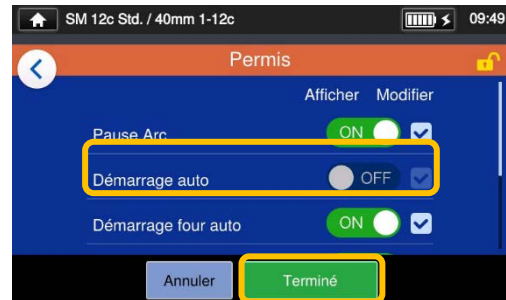 SM 12c Std. / 40mm 1-12c 09:49
Permis
Afficher Modifier
Pause Arc ON
Démarrage auto OFF
Démarrage four auto ON
Annuler Terminé